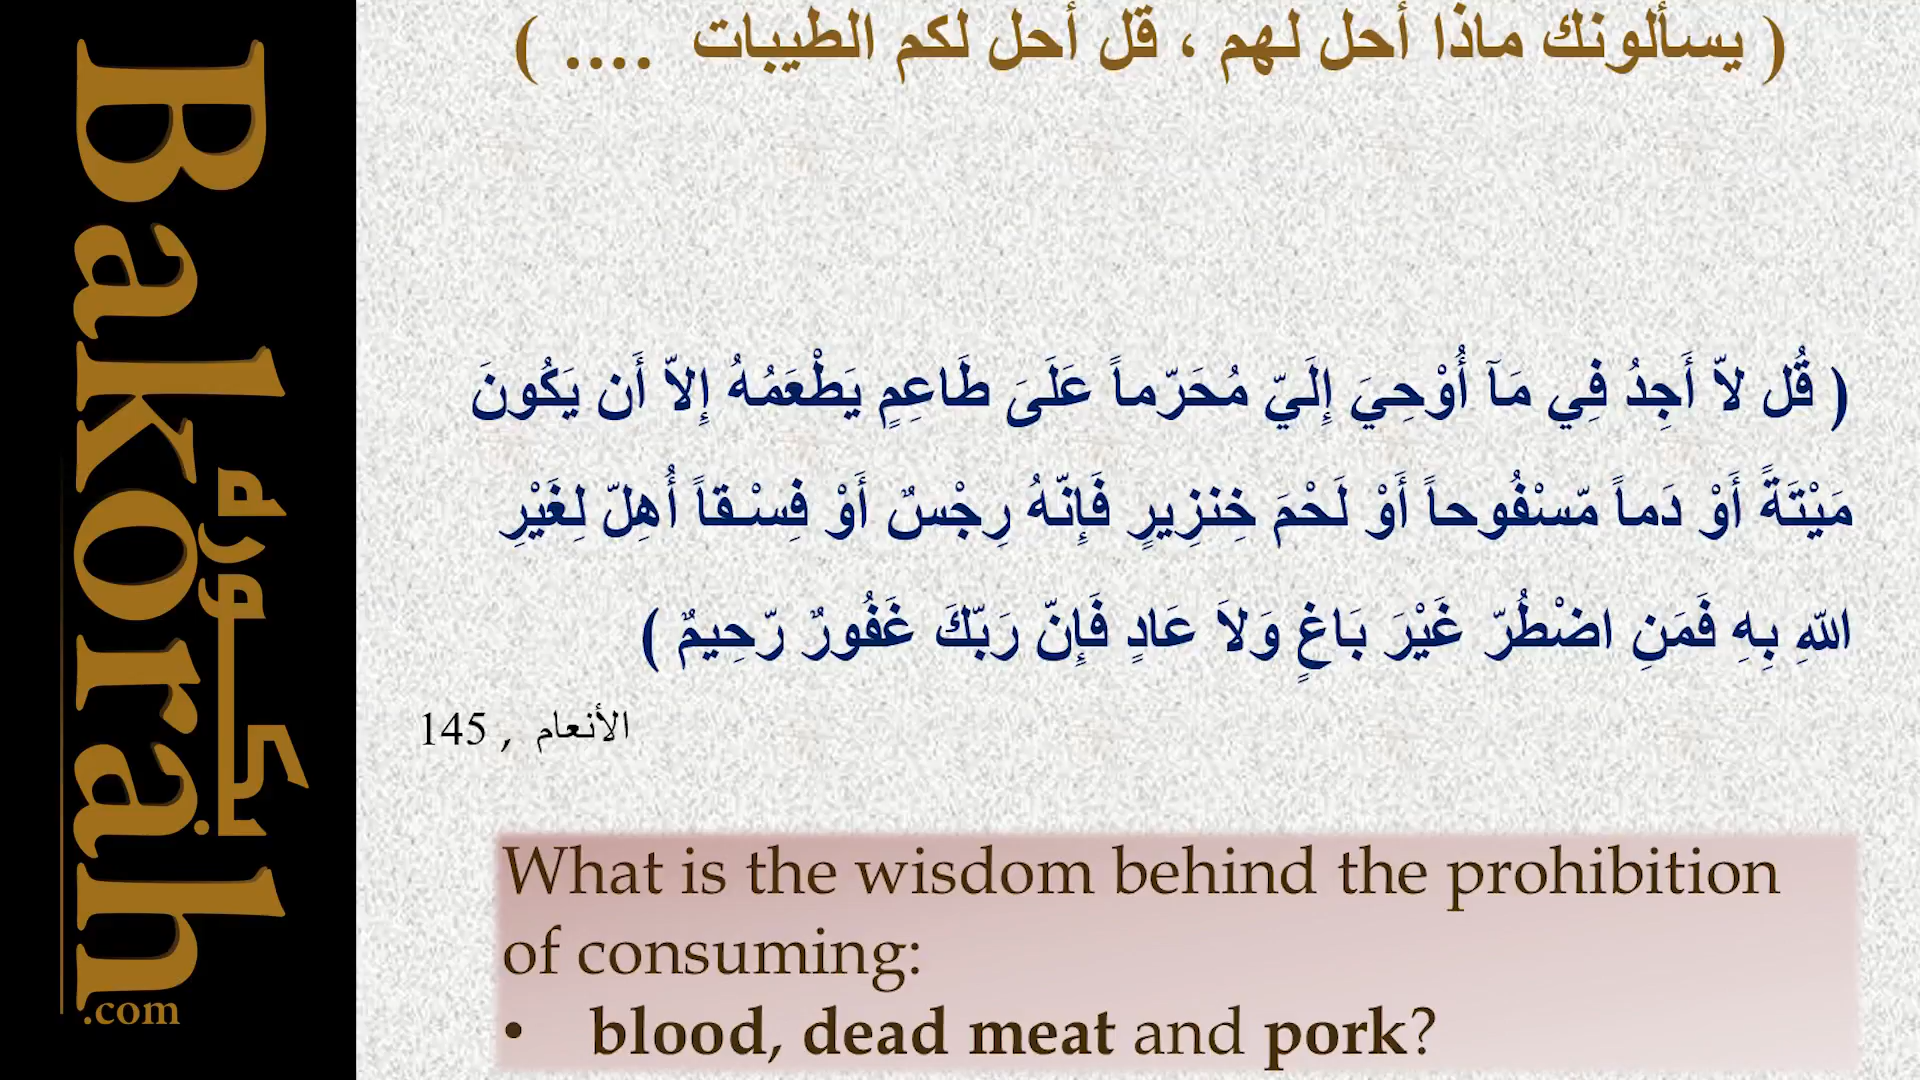 Bakorah
بكورة
.com
( يسألونك ماذا أحل لهم ، قل أحل لكم الطيبات .... )
( قُل لاّ أَجِدُ فِي مَآ أُوْحِيَ إِلَيّ مُحَرّماً عَلَىَ طَاعِمٍ يَطْعَمُهُ إِلاّ أَن يَكُونَ
مَيْتَةً أَوْ دَماً مّسْفُوحاً أَوْ لَحْمَ خِنزِيرٍ فَإِنّهُ رِجْسٌ أَوْ فِسْقاً أُهِلّ لِغَيْرِ
اللّهِ بِهِ فَمَنِ اضْطُرّ غَيْرَ بَاغٍ وَلاَ عَادٍ فَإِنّ رَبّكَ غَفُورٌ رّحِيمٌ )
الأنعام , 145
What is the wisdom behind the prohibition
of consuming:
• blood, dead meat and pork?